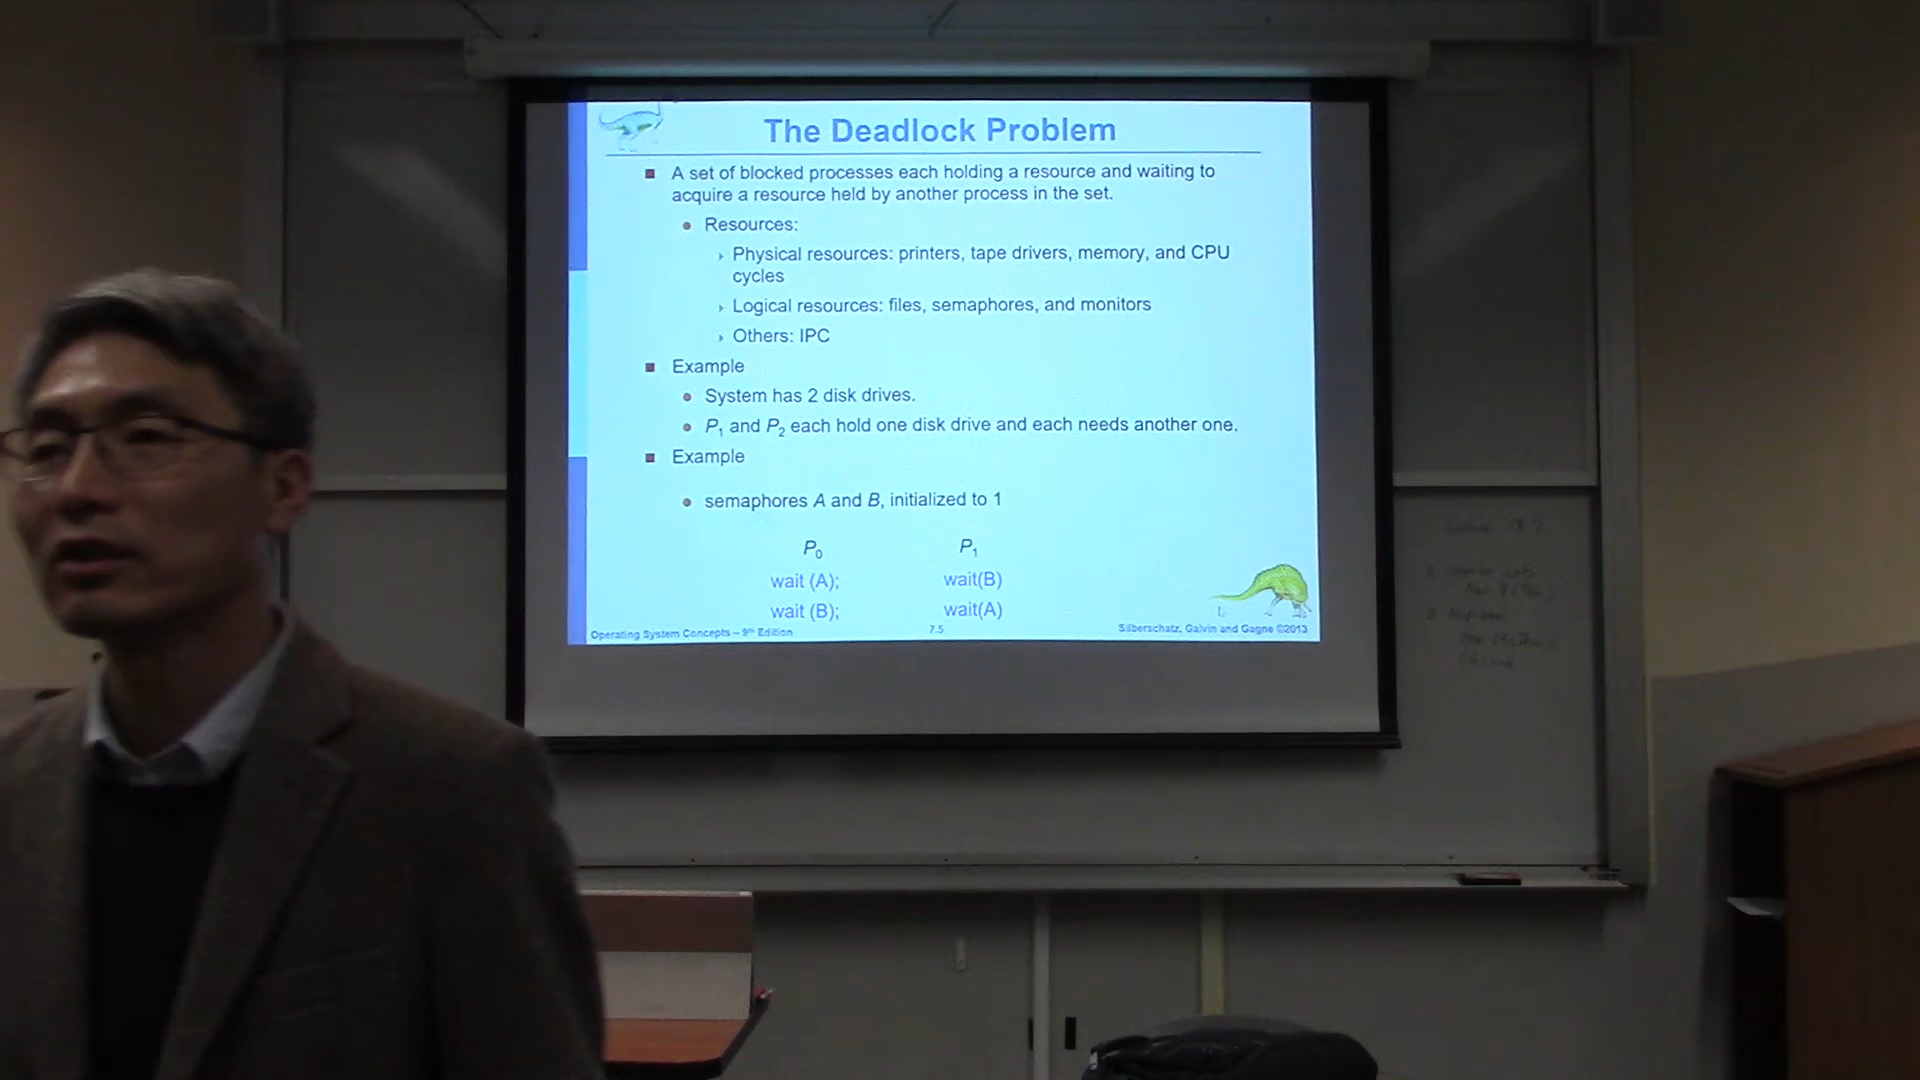 The Deadlock Problem
A set of blocked processes each holding a resource and waiting to
acquire a resource held by another process in the set.
Resources:
Physical resources: printers, tape drivers, memory, and CPU
cycles
Logical resources: files, semaphores, and monitors
Others: IPC
Example
System has 2 disk drives.
P1 and P2 each hold one disk drive and each needs another one.
Example
semaphores A and B, initialized to 1
P0 P1
wait (A); wait(B)
wait (B); wait(A)
Operating System Concepts – 9th Edition 7.5 Silberschatz, Galvin and Gagne ©2013